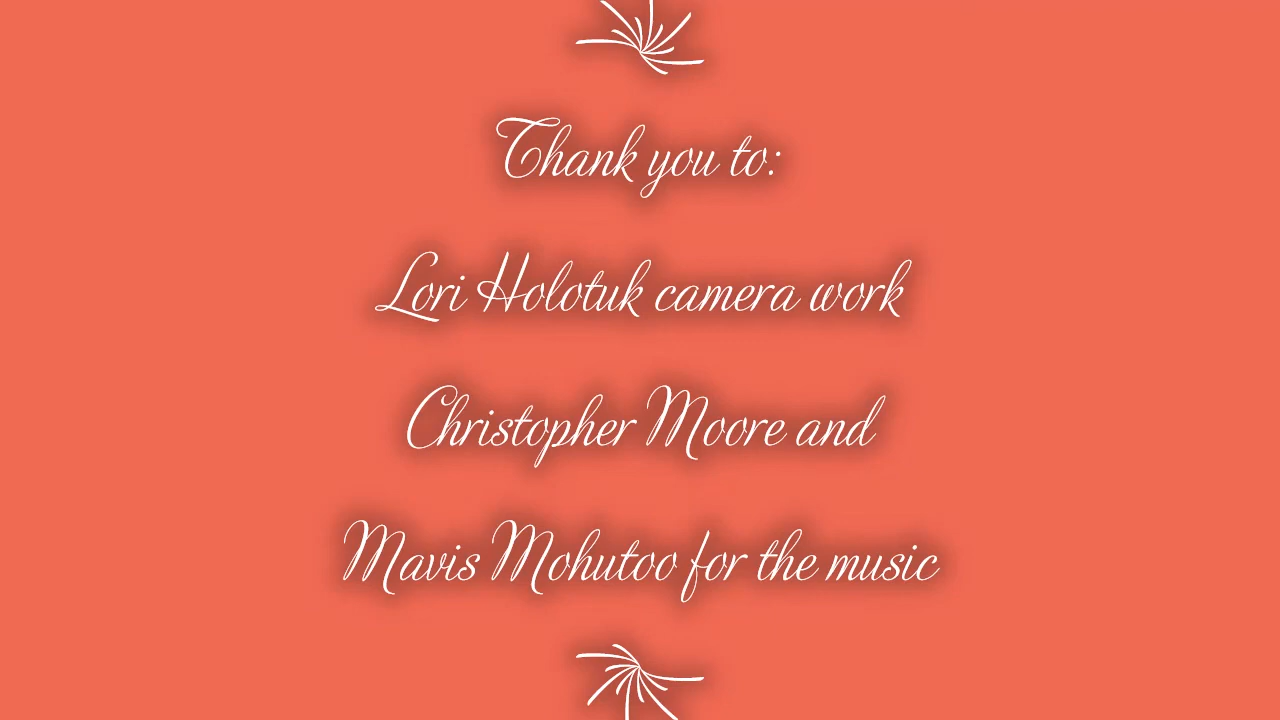 Thank you to:
Lori Holotuk camera work
Christopher Moore and
Mavis Mohutoo for the music